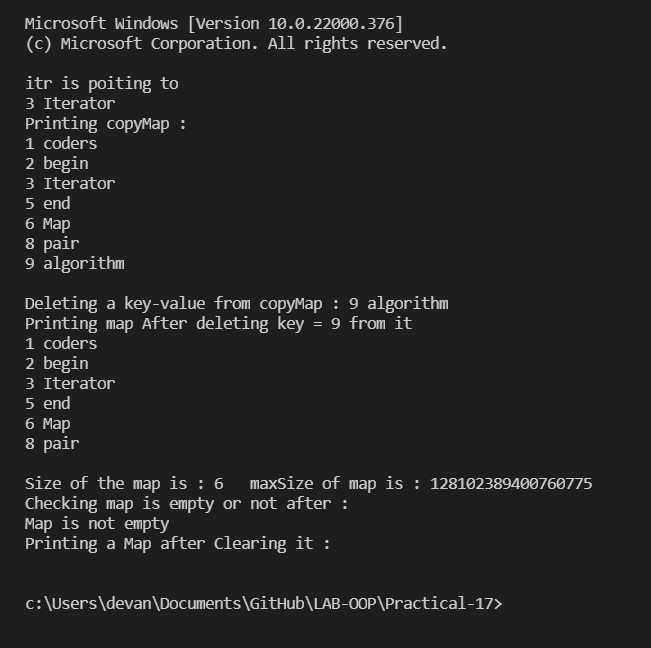 Microsoft Windows [Version 10.0.22000.376]
(c) Microsoft Corporation. All rights reserved.
itr is poiting to
3 Iterator
Printing copyMap :
1 coders
2 begin
3 Iterator
5 end
6 Map
8 pair
9 algorithm
Deleting a key-value from copyMap : 9 algorithm
Printing map After deleting key = 9 from it
1 coders
2 begin
3 Iterator
5 end
6 Map
8 pair
Size of the map is : 6   maxSize of map is : 128102389400760775
Checking map is empty or not after :
Map is not empty
Printing a Map after Clearing it :
c:\Users\devan\Documents\GitHub\LAB-OOP\Practical-17>